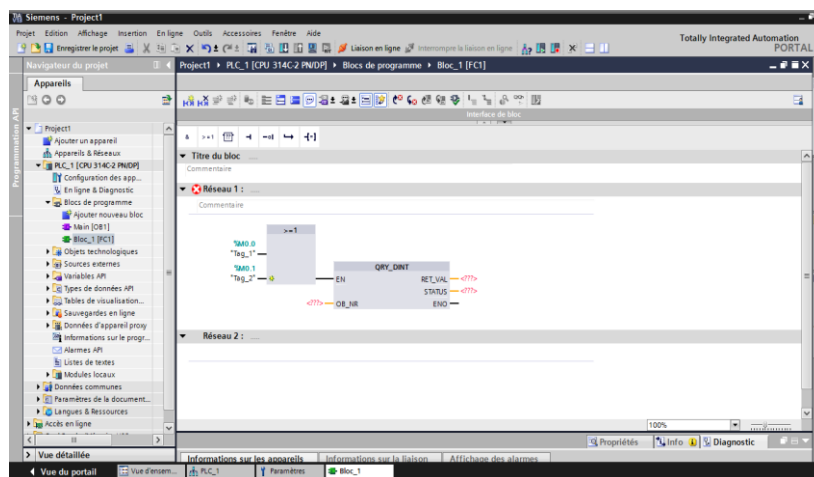 Siemens - Project1
Projet Edition Affichage Insertion En ligne Outils Accessoires Fenêtre Aide
Enregistrer le projet
Liaison en ligne
Interrompre la liaison en ligne
Totally Integrated Automation
PORTAL
Navigateur du projet
Project1 PLC_1 [CPU 314C-2 PN/DP] Blocs de programme Bloc_1 [FC1]
Appareils
Interface de bloc
Programmation API
Project1
Ajouter un appareil
Appareils & Réseaux
PLC_1 [CPU 314C-2 PN/DP]
Configuration des app...
En ligne & Diagnostic
Blocs de programme
Ajouter nouveau bloc
Main [OB1]
Bloc_1 [FC1]
Objets technologiques
Sources externes
Variables API
Types de données API
Tables de visualisation...
Sauvegardes en ligne
Données d'appareil proxy
Informations sur le progr...
Alarmes API
Listes de textes
Modules locaux
Données communes
Paramètres de la document...
Langues & Ressources
Accès en ligne
Vue détaillée
& >=1
Titre du bloc ....
Commentaire
Réseau 1 : ....
Commentaire
>=1
%M0.0
"Tag_1"
%M0.1
"Tag_2"
QRY_DINT
EN RET_VAL <???>
STATUS <???>
<???> OB_NR ENO
Réseau 2 : ....
100%
Propriétés Info Diagnostic
Informations sur les appareils Informations sur la liaison Affichage des alarmes
Vue du portail Vue d'ensem... PLC_1 Paramètres Bloc_1